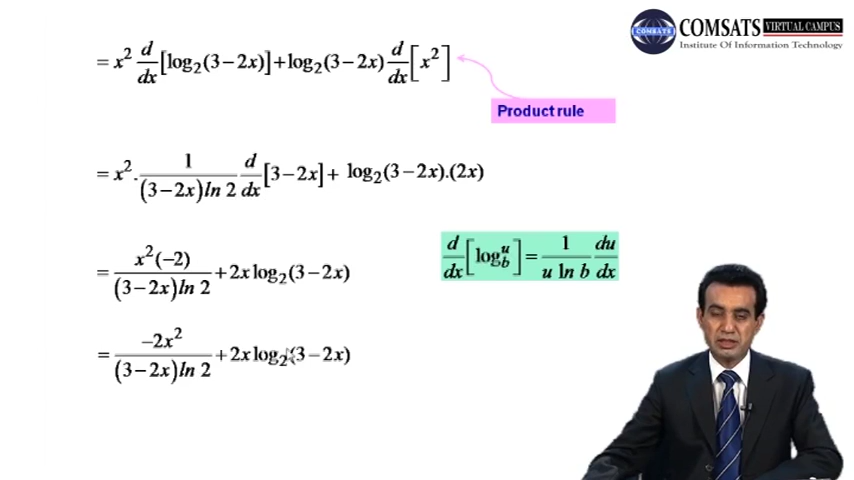 COMSATS VIRTUAL CAMPUS
Institute Of Information Technology
COMSATS
= x² d/dx [log₂(3−2x)] + log₂(3−2x) d/dx [x²]
Product rule
= x². 1/((3−2x)ln 2) d/dx [3−2x] + log₂(3−2x).(2x)
d/dx [log_b^u] = 1/(u ln b) du/dx
= x²(−2)/((3−2x)ln 2) + 2x log₂(3−2x)
= −2x²/((3−2x)ln 2) + 2x log₂(3−2x)